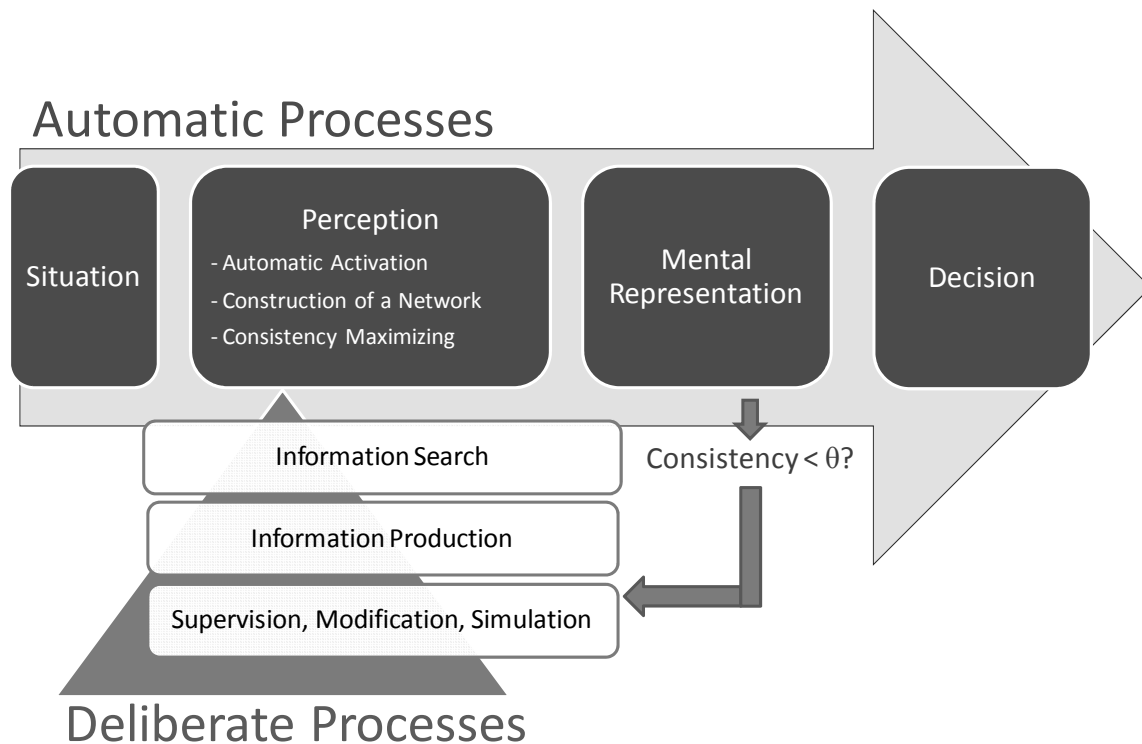 Automatic Processes
Situation
Perception
- Automatic Activation
- Construction of a Network
- Consistency Maximizing
Mental
Representation
Decision
Information Search
Consistency < θ?
Information Production
Supervision, Modification, Simulation
Deliberate Processes